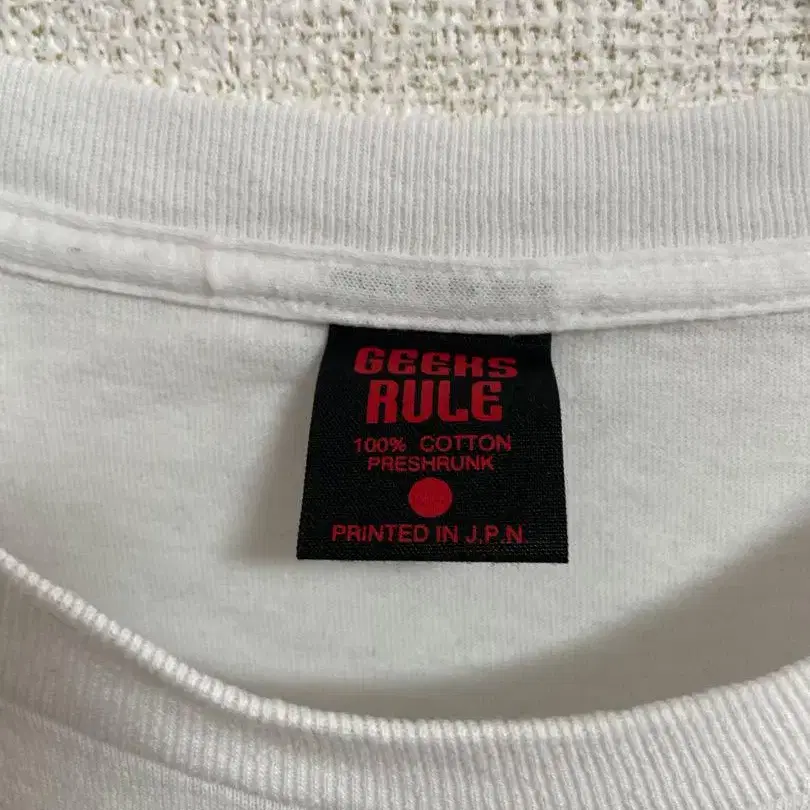 GEEKS
RULE
100% COTTON
PRESHRUNK
PRINTED IN J.P.N.